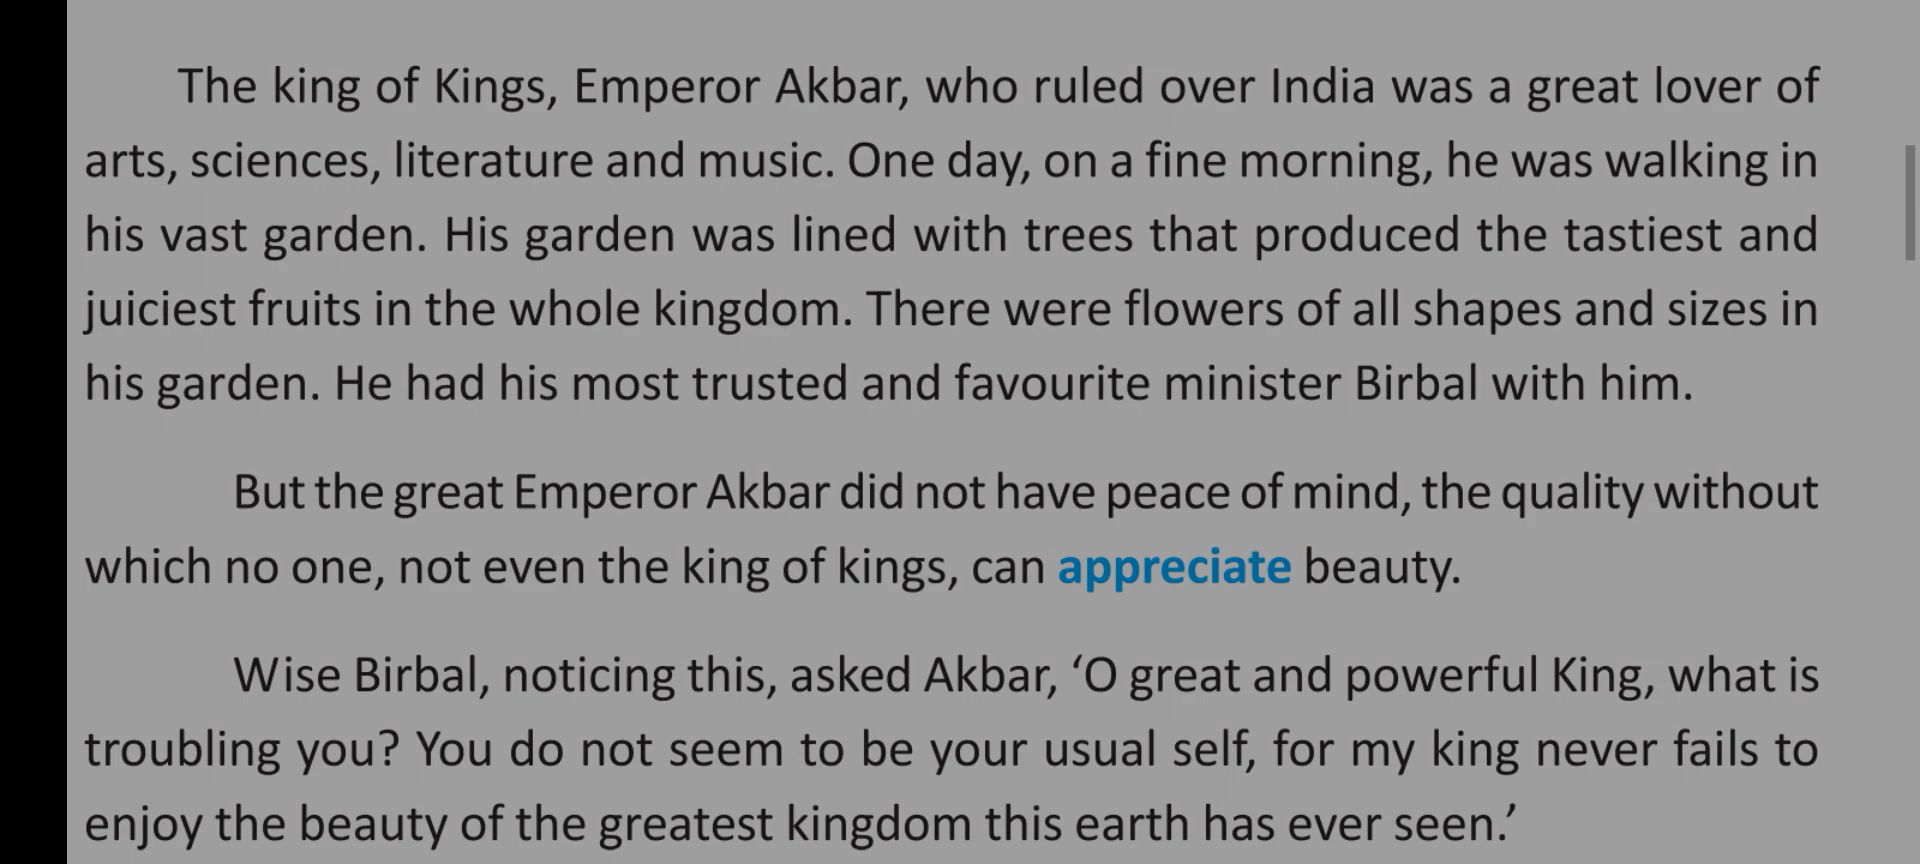 The king of Kings, Emperor Akbar, who ruled over India was a great lover of
arts, sciences, literature and music. One day, on a fine morning, he was walking in
his vast garden. His garden was lined with trees that produced the tastiest and
juiciest fruits in the whole kingdom. There were flowers of all shapes and sizes in
his garden. He had his most trusted and favourite minister Birbal with him.
But the great Emperor Akbar did not have peace of mind, the quality without
which no one, not even the king of kings, can appreciate beauty.
Wise Birbal, noticing this, asked Akbar, ‘O great and powerful King, what is
troubling you? You do not seem to be your usual self, for my king never fails to
enjoy the beauty of the greatest kingdom this earth has ever seen.’